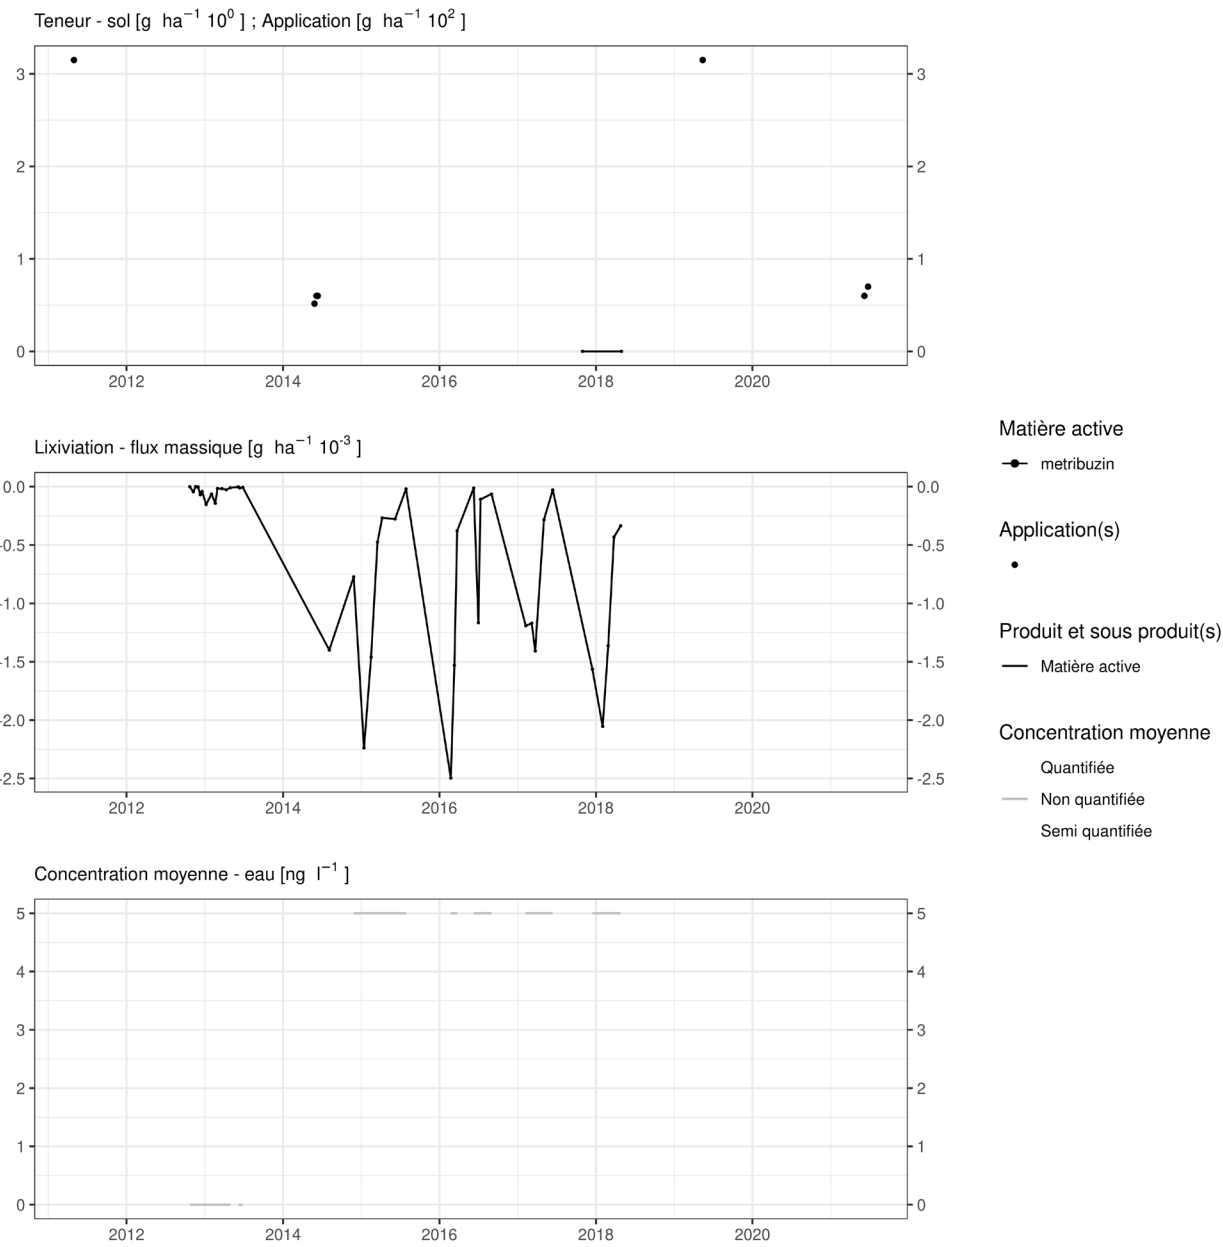 Teneur - sol [g ha−1 100 ] ; Application [g ha−1 102 ]
3 3
2 2
1 1
0 0
2012 2014 2016 2018 2020
Lixiviation - flux massique [g ha−1 10-3 ]
0.0 0.0
-0.5 -0.5
-1.0 -1.0
-1.5 -1.5
-2.0 -2.0
-2.5 -2.5
2012 2014 2016 2018 2020
Concentration moyenne - eau [ng l−1 ]
5 5
4 4
3 3
2 2
1 1
0 0
2012 2014 2016 2018 2020
Matière active
metribuzin
Application(s)
Produit et sous produit(s)
Matière active
Concentration moyenne
Quantifiée
Non quantifiée
Semi quantifiée